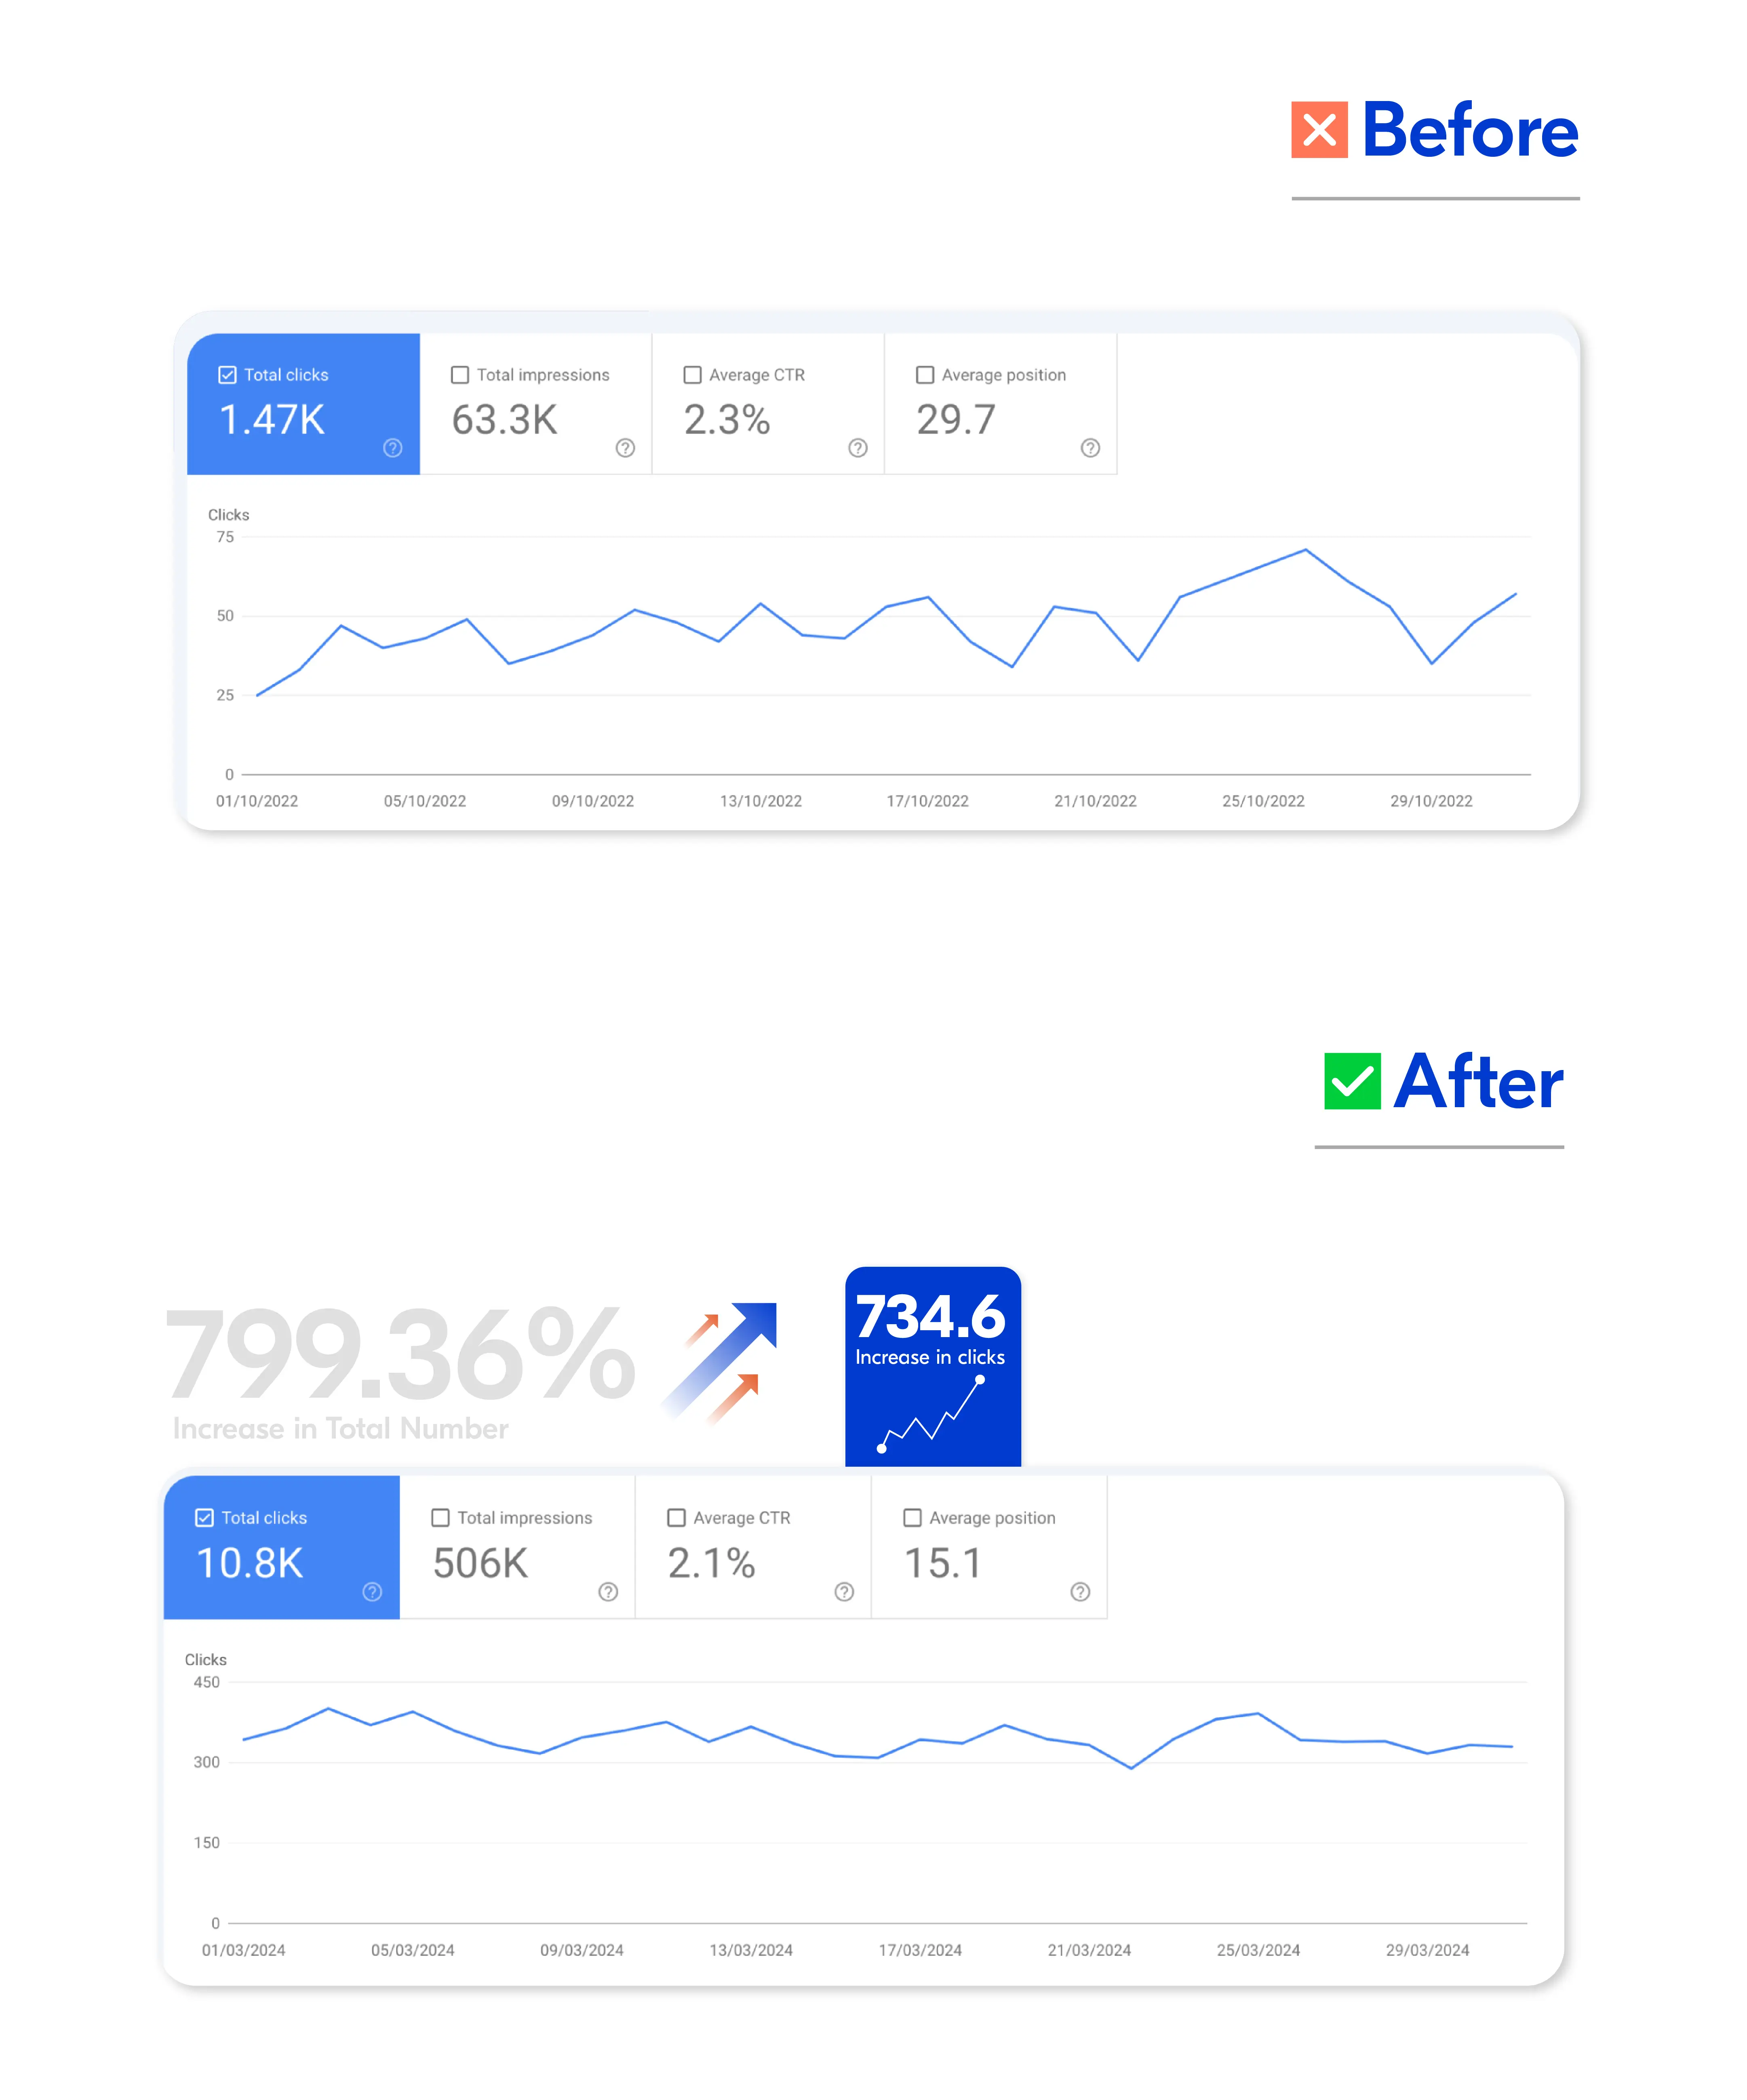 Before
Total clicks
1.47K
Total impressions
63.3K
Average CTR
2.3%
Average position
29.7
Clicks
75
50
25
0
01/10/2022 05/10/2022 09/10/2022 13/10/2022 17/10/2022 21/10/2022 25/10/2022 29/10/2022
After
799.36%
Increase in Total Number
734.6
Increase in clicks
Total clicks
10.8K
Total impressions
506K
Average CTR
2.1%
Average position
15.1
Clicks
450
300
150
0
01/03/2024 05/03/2024 09/03/2024 13/03/2024 17/03/2024 21/03/2024 25/03/2024 29/03/2024